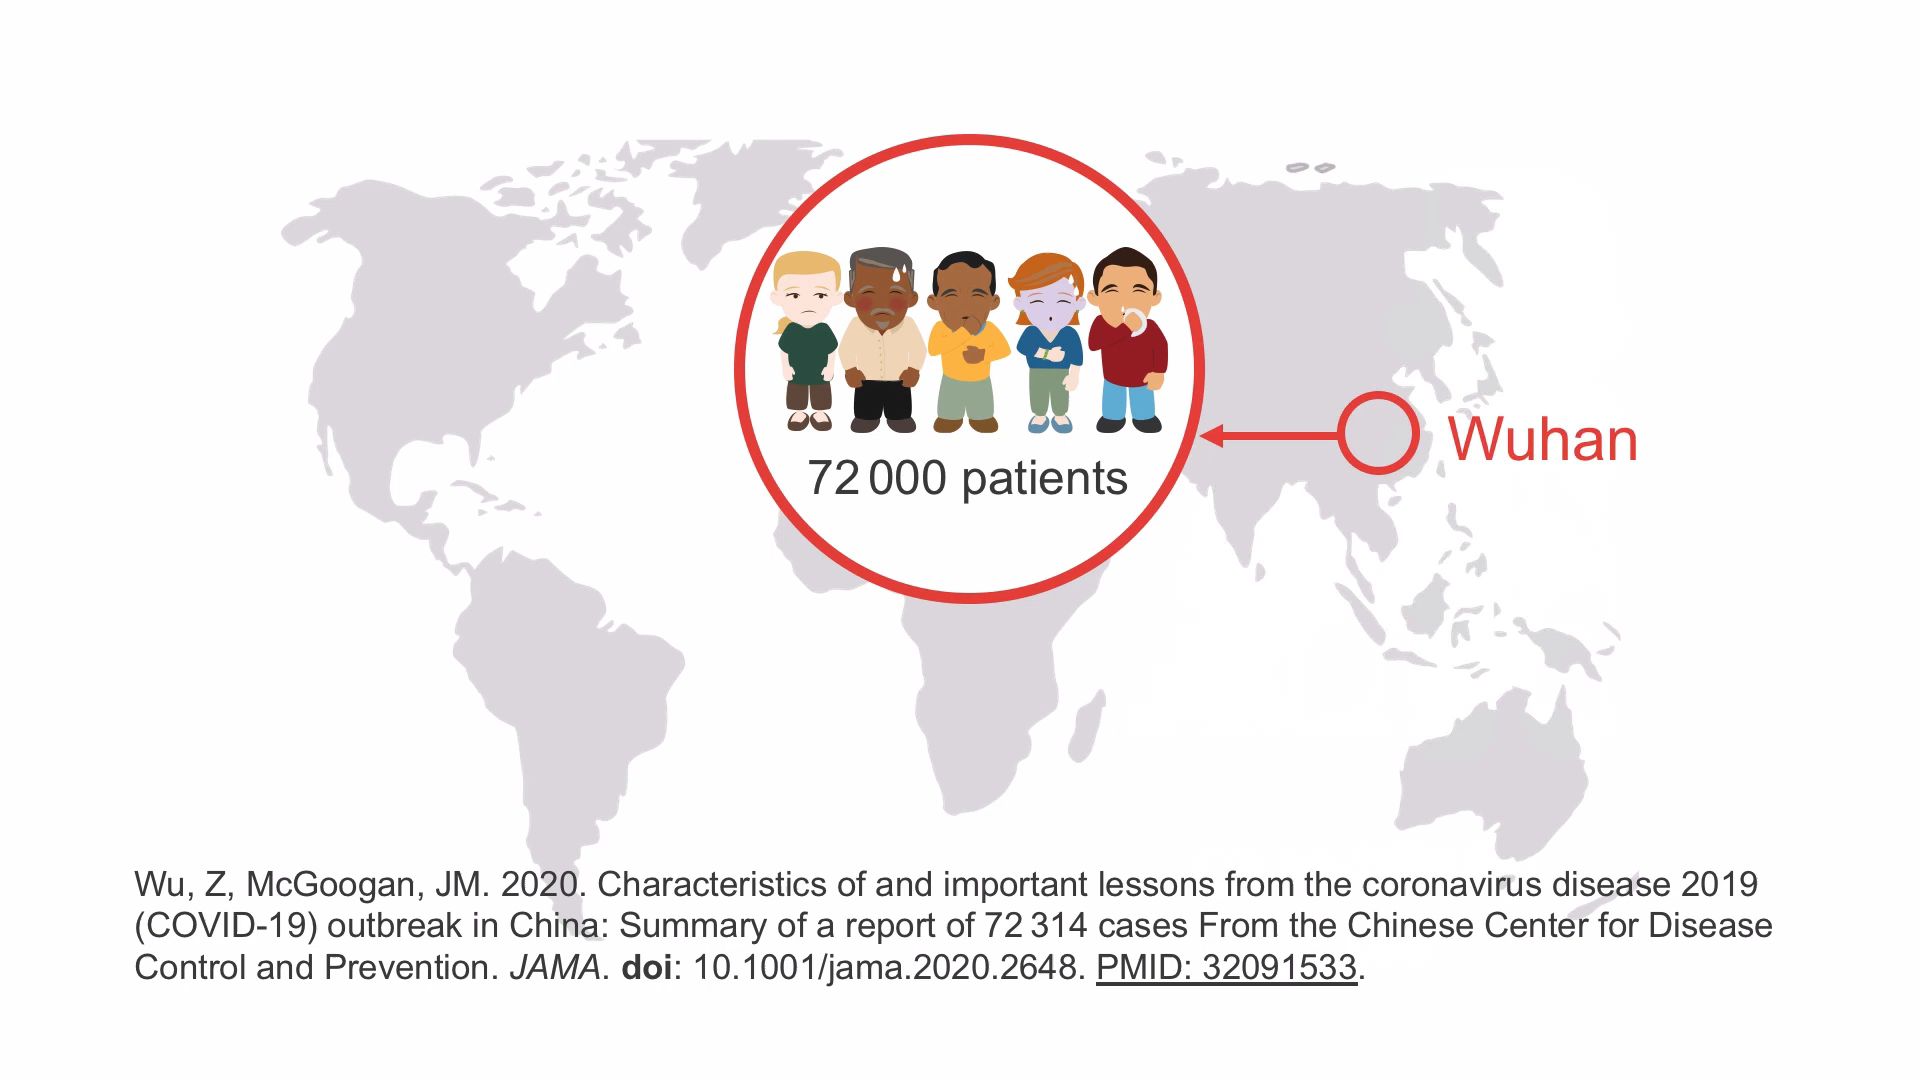 72 000 patients
Wuhan
Wu, Z, McGoogan, JM. 2020. Characteristics of and important lessons from the coronavirus disease 2019
(COVID-19) outbreak in China: Summary of a report of 72 314 cases From the Chinese Center for Disease
Control and Prevention. JAMA. doi: 10.1001/jama.2020.2648. PMID: 32091533.